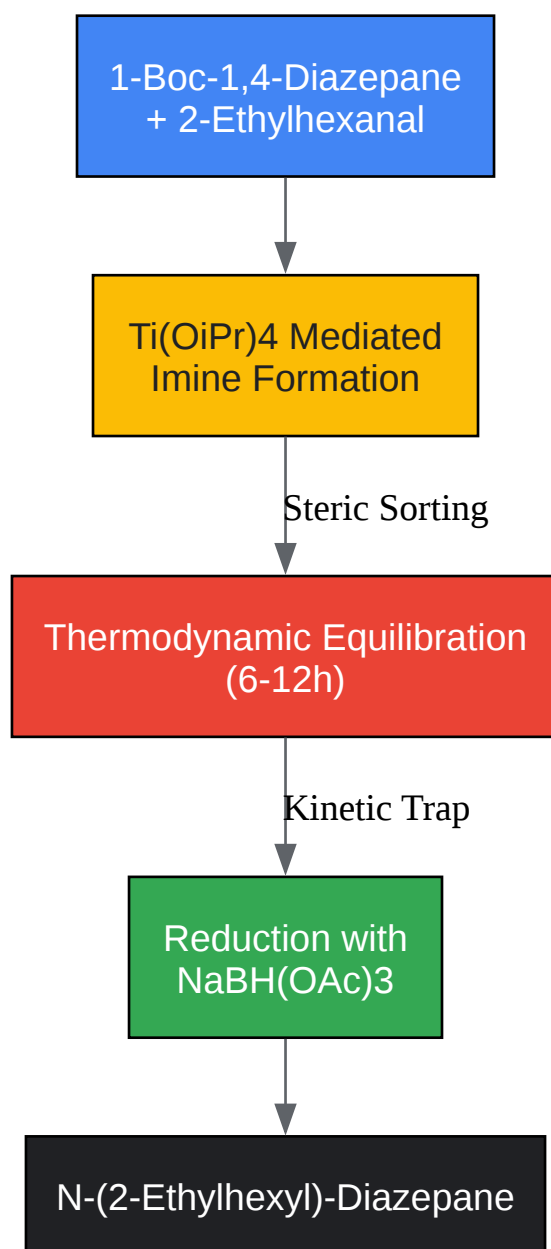 1-Boc-1,4-Diazepane
+ 2-Ethylhexanal
Ti(OiPr)4 Mediated
Imine Formation
Steric Sorting
Thermodynamic Equilibration
(6-12h)
Kinetic Trap
Reduction with
NaBH(OAc)3
N-(2-Ethylhexyl)-Diazepane